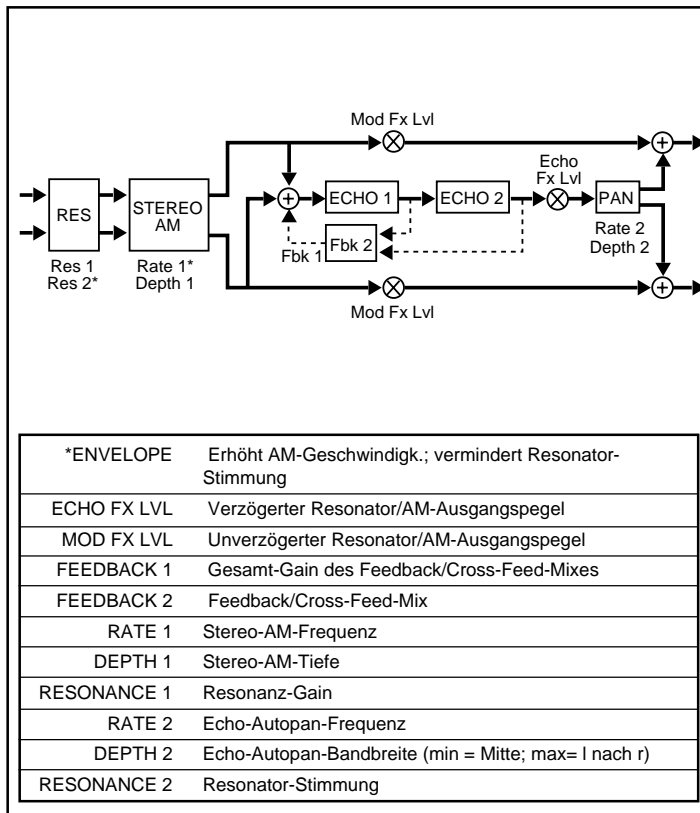 Mod Fx Lvl
Echo
Fx Lvl
RES
STEREO
AM
ECHO 1
ECHO 2
PAN
Fbk 1
Fbk 2
Res 1
Res 2*
Rate 1*
Depth 1
Rate 2
Depth 2
Mod Fx Lvl
*ENVELOPE Erhöht AM-Geschwindigk.; vermindert Resonator-
Stimmung
ECHO FX LVL Verzögerter Resonator/AM-Ausgangspegel
MOD FX LVL Unverzögerter Resonator/AM-Ausgangspegel
FEEDBACK 1 Gesamt-Gain des Feedback/Cross-Feed-Mixes
FEEDBACK 2 Feedback/Cross-Feed-Mix
RATE 1 Stereo-AM-Frequenz
DEPTH 1 Stereo-AM-Tiefe
RESONANCE 1 Resonanz-Gain
RATE 2 Echo-Autopan-Frequenz
DEPTH 2 Echo-Autopan-Bandbreite (min = Mitte; max= l nach r)
RESONANCE 2 Resonator-Stimmung